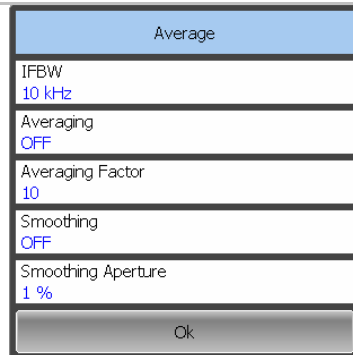 Average
IFBW
10 kHz
Averaging
OFF
Averaging Factor
10
Smoothing
OFF
Smoothing Aperture
1 %
Ok